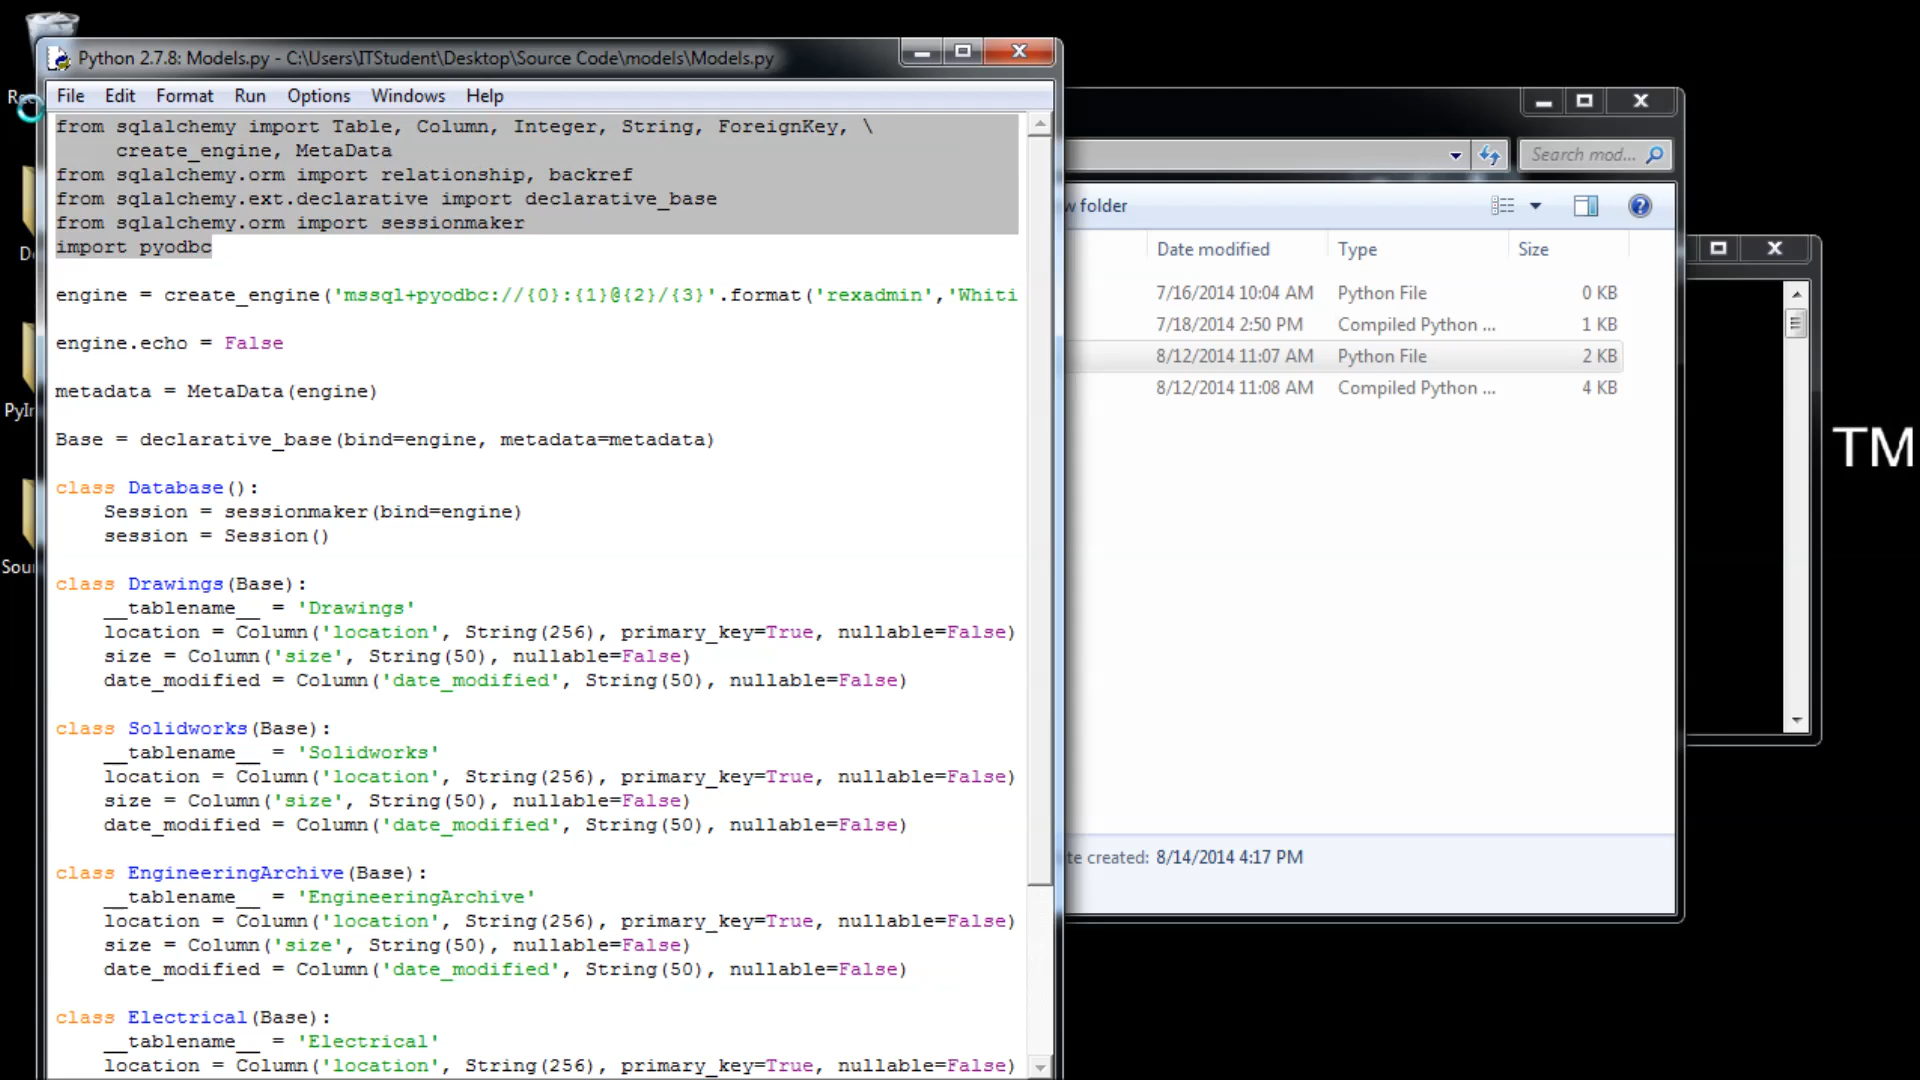 Python 2.7.8: Models.py - C:\Users\ITStudent\Desktop\Source Code\models\Models.py
File Edit Format Run Options Windows Help
from sqlalchemy import Table, Column, Integer, String, ForeignKey, \
    create_engine, MetaData
from sqlalchemy.orm import relationship, backref
from sqlalchemy.ext.declarative import declarative_base
from sqlalchemy.orm import sessionmaker
import pyodbc
engine = create_engine('mssql+pyodbc://{0}:{1}@{2}/{3}'.format('rexadmin','Whiti
engine.echo = False
metadata = MetaData(engine)
Base = declarative_base(bind=engine, metadata=metadata)
class Database():
    Session = sessionmaker(bind=engine)
    session = Session()
class Drawings(Base):
    __tablename__ = 'Drawings'
    location = Column('location', String(256), primary_key=True, nullable=False)
    size = Column('size', String(50), nullable=False)
    date_modified = Column('date_modified', String(50), nullable=False)
class Solidworks(Base):
    __tablename__ = 'Solidworks'
    location = Column('location', String(256), primary_key=True, nullable=False)
    size = Column('size', String(50), nullable=False)
    date_modified = Column('date_modified', String(50), nullable=False)
class EngineeringArchive(Base):
    __tablename__ = 'EngineeringArchive'
    location = Column('location', String(256), primary_key=True, nullable=False)
    size = Column('size', String(50), nullable=False)
    date_modified = Column('date_modified', String(50), nullable=False)
class Electrical(Base):
    __tablename__ = 'Electrical'
    location = Column('location', String(256), primary_key=True, nullable=False)
Search mod...
w folder
Date modified Type Size
7/16/2014 10:04 AM Python File 0 KB
7/18/2014 2:50 PM Compiled Python ... 1 KB
8/12/2014 11:07 AM Python File 2 KB
8/12/2014 11:08 AM Compiled Python ... 4 KB
te created: 8/14/2014 4:17 PM
TM
PyIn
Sour